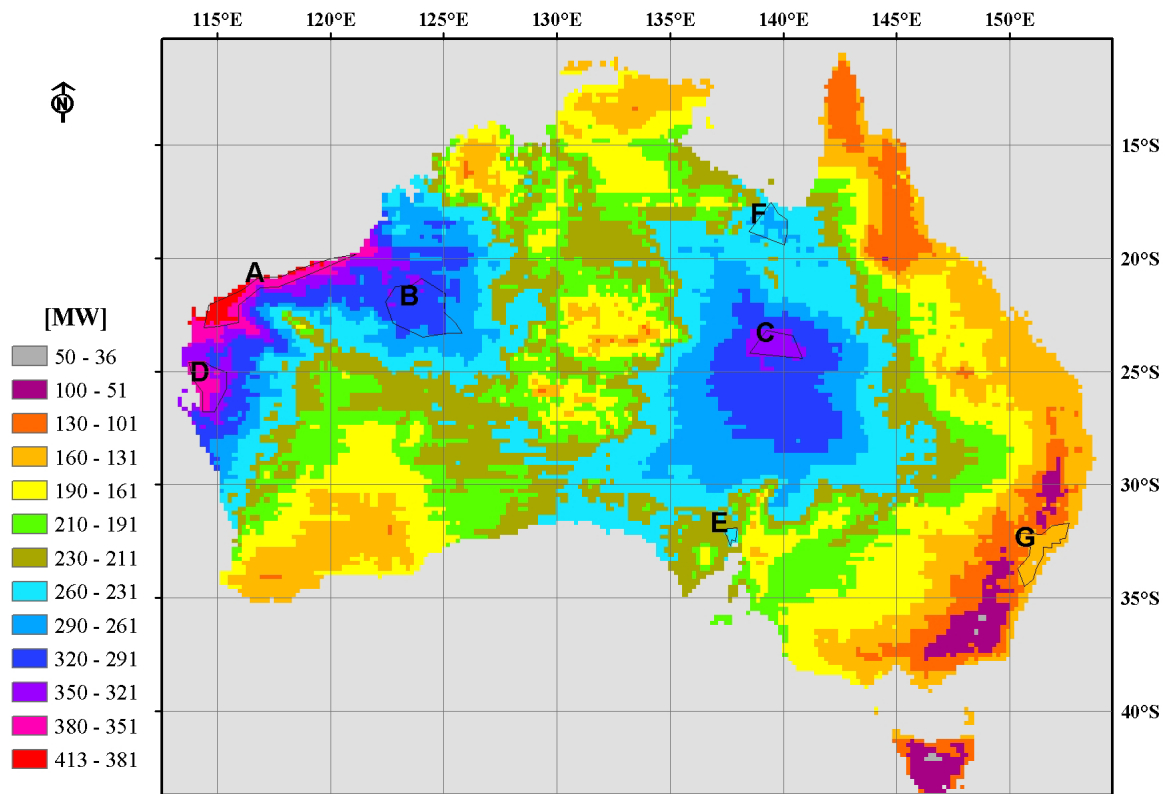 115°E 120°E 125°E 130°E 135°E 140°E 145°E 150°E
N
15°S
F
20°S
A
B
[MW]
C
50 - 36
D
25°S
100 - 51
130 - 101
160 - 131
190 - 161
30°S
210 - 191
E
G
230 - 211
260 - 231
35°S
290 - 261
320 - 291
350 - 321
40°S
380 - 351
413 - 381